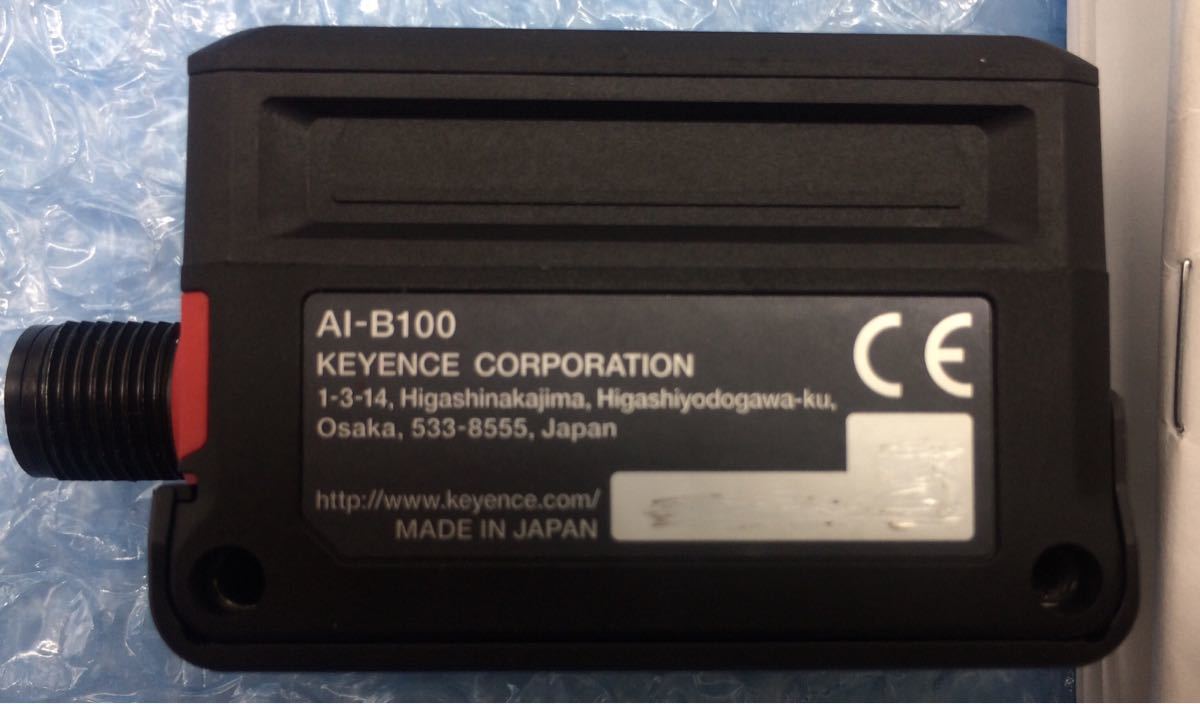 AI-B100
KEYENCE CORPORATION
1-3-14, Higashinakajima, Higashiyodogawa-ku,
Osaka, 533-8555, Japan
CE
http://www.keyence.com/
MADE IN JAPAN